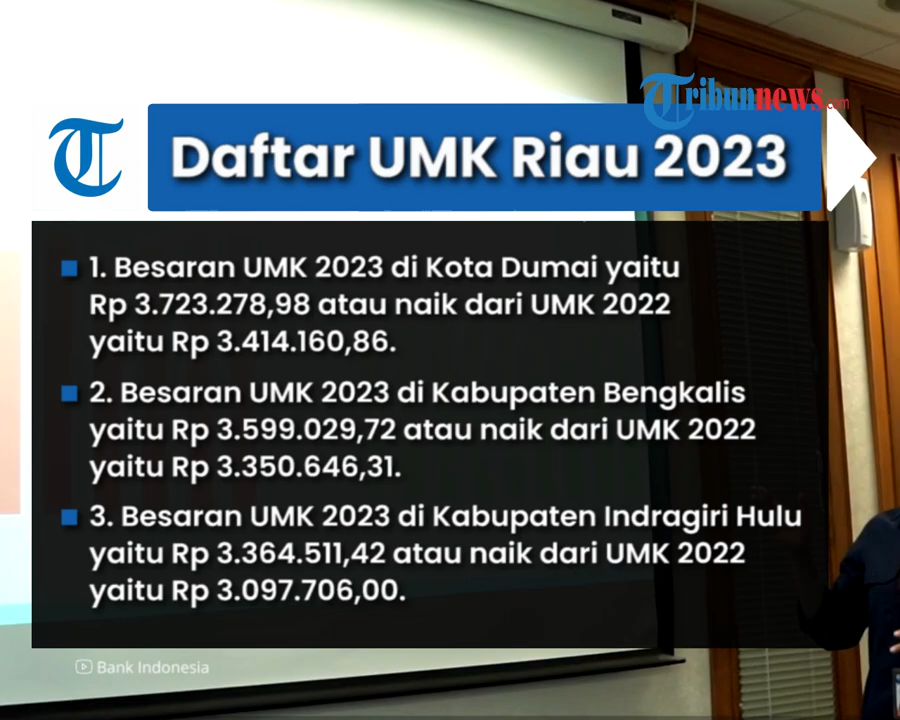 Tribunnews.com
T
Daftar UMK Riau 2023
1. Besaran UMK 2023 di Kota Dumai yaitu
Rp 3.723.278,98 atau naik dari UMK 2022
yaitu Rp 3.414.160,86.
2. Besaran UMK 2023 di Kabupaten Bengkalis
yaitu Rp 3.599.029,72 atau naik dari UMK 2022
yaitu Rp 3.350.646,31.
3. Besaran UMK 2023 di Kabupaten Indragiri Hulu
yaitu Rp 3.364.511,42 atau naik dari UMK 2022
yaitu Rp 3.097.706,00.
Bank Indonesia